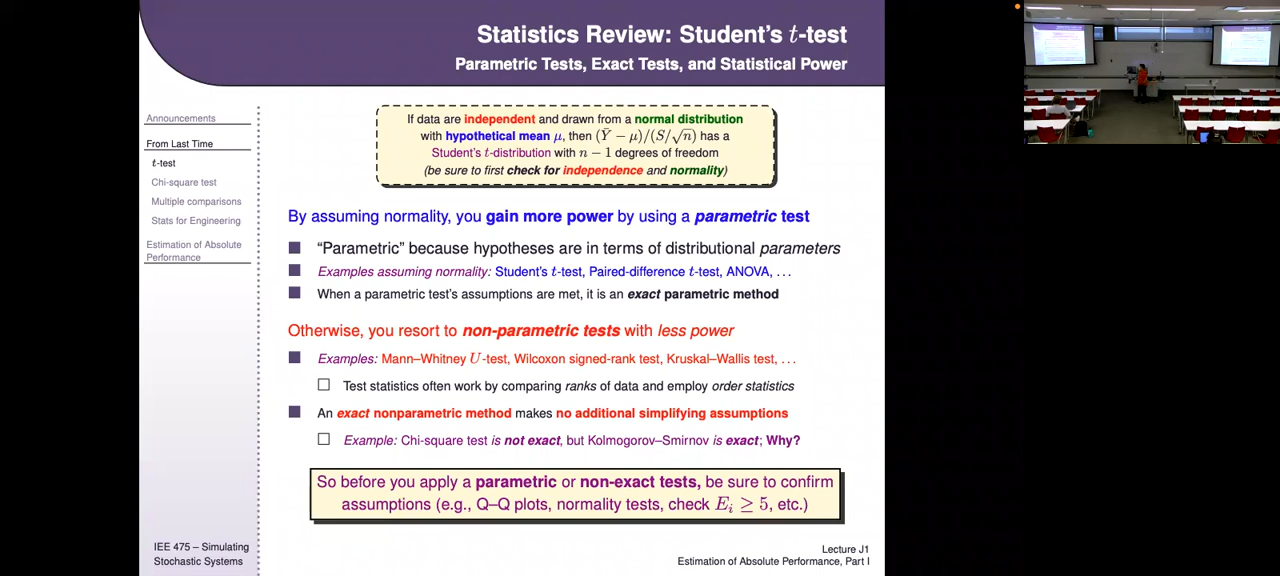 Statistics Review: Student's t-test
Parametric Tests, Exact Tests, and Statistical Power
Announcements
From Last Time
t-test
Chi-square test
Multiple comparisons
Stats for Engineering
Estimation of Absolute
Performance
If data are independent and drawn from a normal distribution
with hypothetical mean μ, then (Ȳ − μ)/(S/√n) has a
Student's t-distribution with n − 1 degrees of freedom
(be sure to first check for independence and normality)
By assuming normality, you gain more power by using a parametric test
"Parametric" because hypotheses are in terms of distributional parameters
Examples assuming normality: Student's t-test, Paired-difference t-test, ANOVA, ...
When a parametric test's assumptions are met, it is an exact parametric method
Otherwise, you resort to non-parametric tests with less power
Examples: Mann–Whitney U-test, Wilcoxon signed-rank test, Kruskal–Wallis test, ...
Test statistics often work by comparing ranks of data and employ order statistics
An exact nonparametric method makes no additional simplifying assumptions
Example: Chi-square test is not exact, but Kolmogorov–Smirnov is exact; Why?
So before you apply a parametric or non-exact tests, be sure to confirm
assumptions (e.g., Q–Q plots, normality tests, check Eᵢ ≥ 5, etc.)
IEE 475 – Simulating
Stochastic Systems
Lecture J1
Estimation of Absolute Performance, Part I